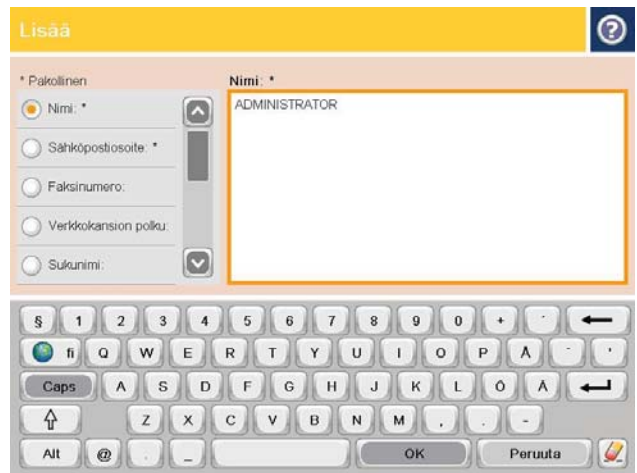 Lisää
* Pakollinen
Nimi: *
Sähköpostiosoite: *
Faksinumero:
Verkkokansion polku:
Sukunimi:
Nimi: *
ADMINISTRATOR
§ 1 2 3 4 5 6 7 8 9 0 + ´
fi Q W E R T Y U I O P Å ¨ '
Caps A S D F G H J K L Ö Ä
Z X C V B N M , . -
Alt @ . _ OK Peruuta